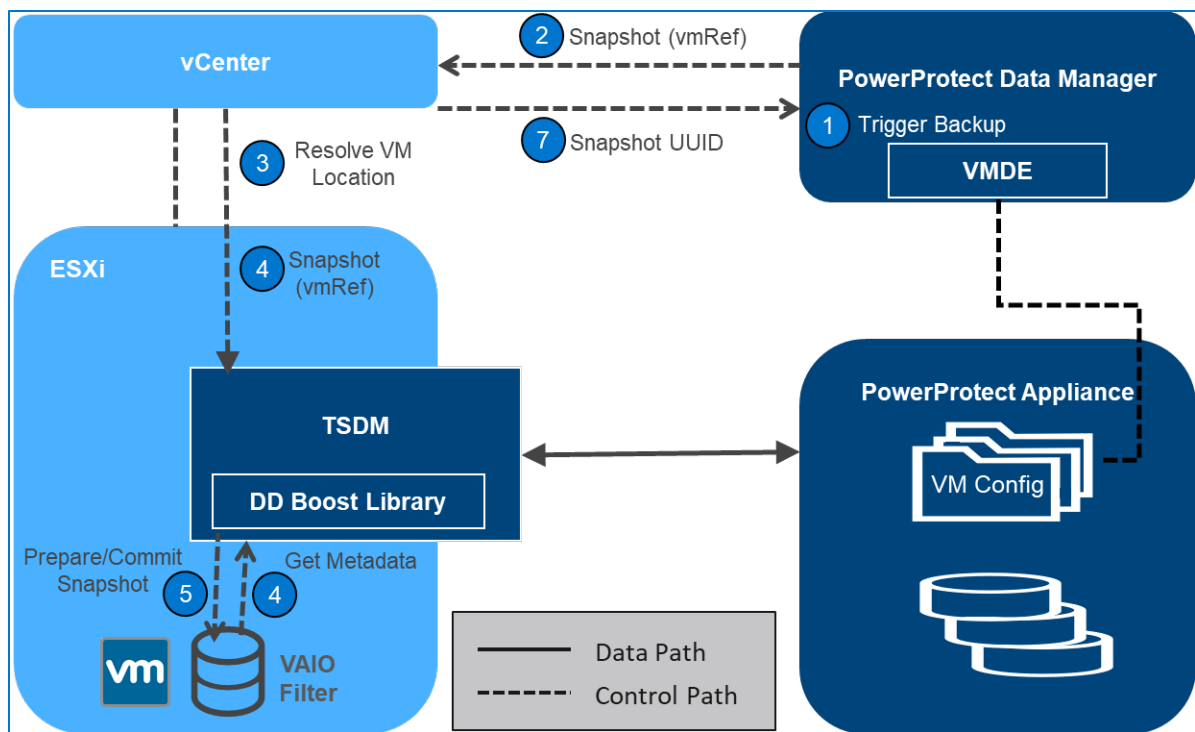 vCenter
2
Snapshot (vmRef)
PowerProtect Data Manager
1
Trigger Backup
VMDE
7
Snapshot UUID
3
Resolve VM
Location
ESXi
4
Snapshot
(vmRef)
TSDM
DD Boost Library
PowerProtect Appliance
VM Config
Prepare/Commit
Snapshot
5
4
Get Metadata
vm
VAIO
Filter
Data Path
Control Path